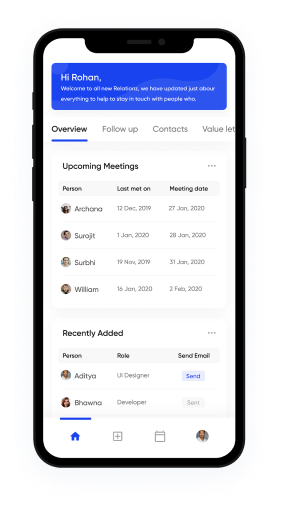 Hi Rohan,
Welcome to all new Relationz, we have updated just abour
everything to help to stay in touch with people who.
Overview Follow up Contacts Value let
Upcoming Meetings
Person Last met on Meeting date
Archana 12 Dec, 2019 27 Jan, 2020
Surojit 1 Jan, 2020 28 Jan, 2020
Surbhi 19 Nov, 2019 31 Jan, 2020
William 16 Jan, 2020 2 Feb, 2020
Recently Added
Person Role Send Email
Aditya UI Designer Send
Bhawna Developer Sent